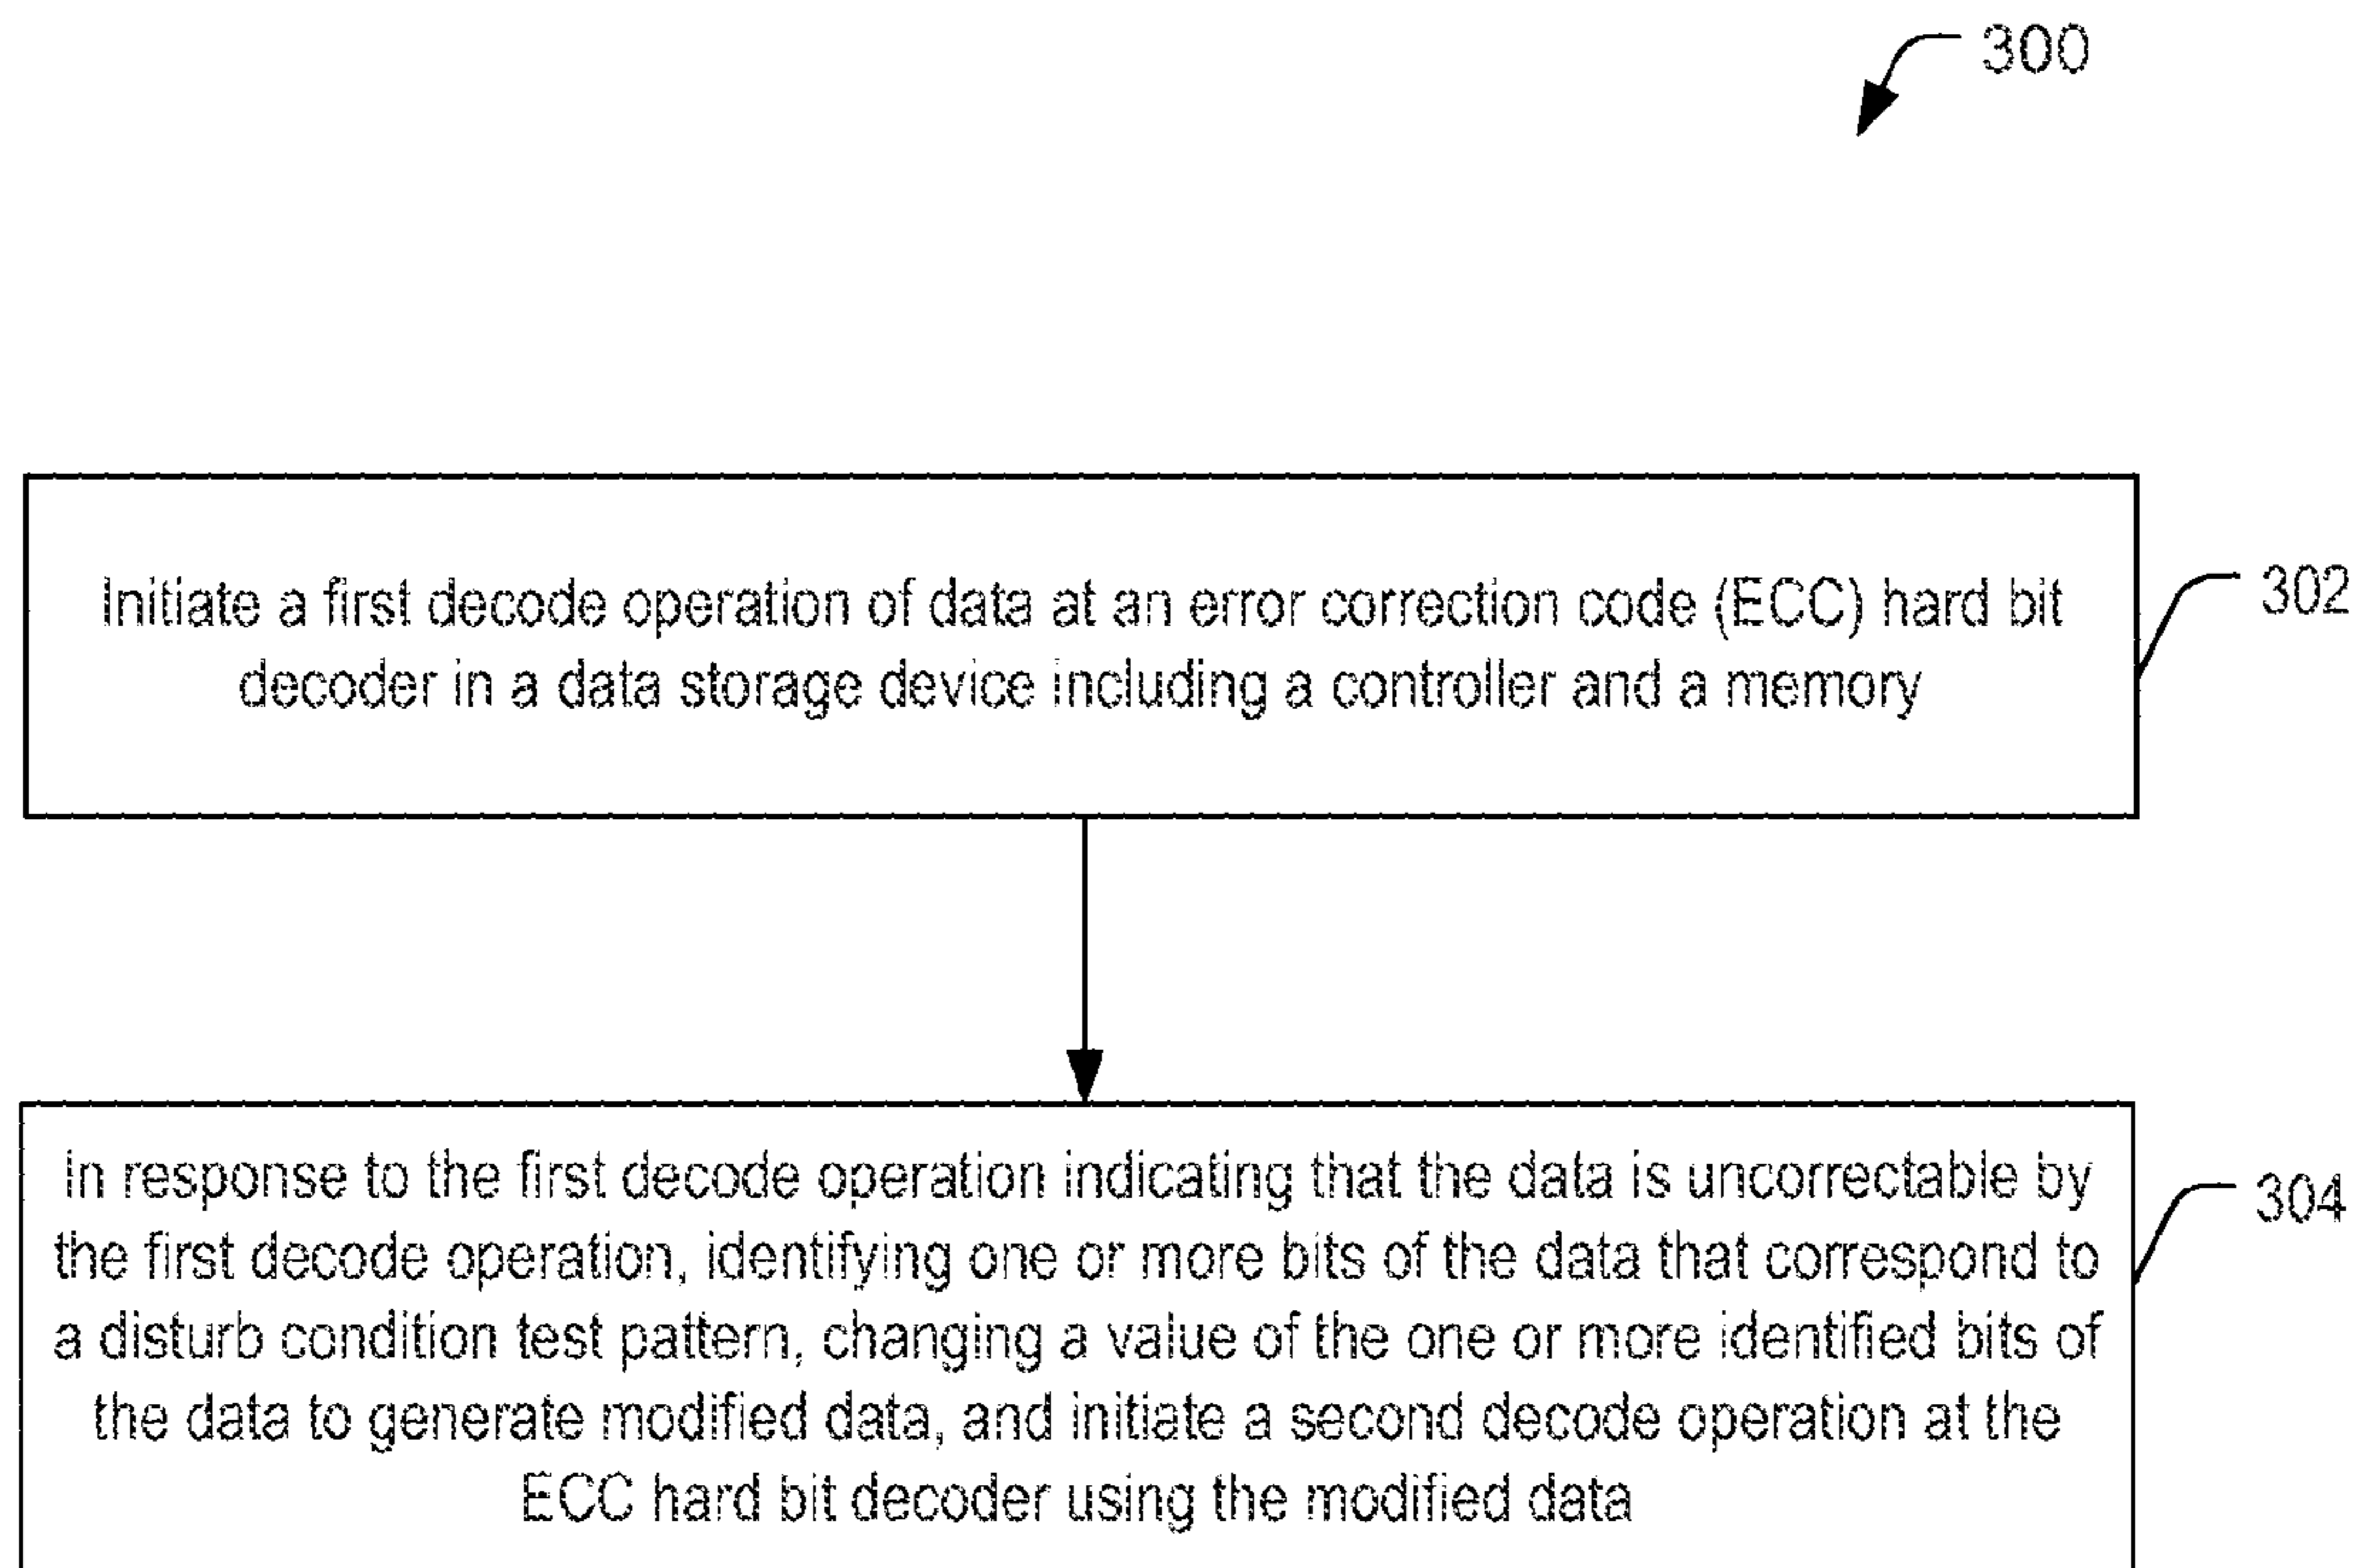 300
Initiate a first decode operation of data at an error correction code (ECC) hard bit
decoder in a data storage device including a controller and a memory
302
In response to the first decode operation indicating that the data is uncorrectable by
the first decode operation, identifying one or more bits of the data that correspond to
a disturb condition test pattern, changing a value of the one or more identified bits of
the data to generate modified data, and initiate a second decode operation at the
ECC hard bit decoder using the modified data
304